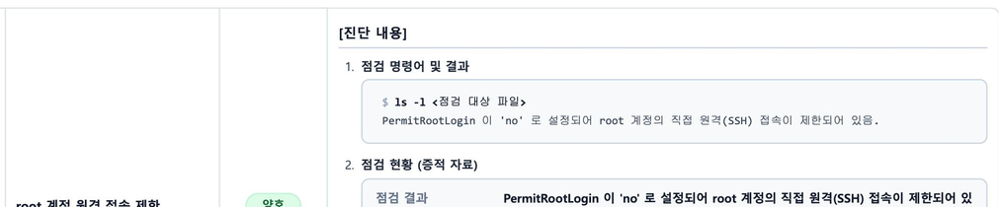 [진단 내용]
1. 점검 명령어 및 결과
$ ls -l <점검 대상 파일>
PermitRootLogin 이 'no' 로 설정되어 root 계정의 직접 원격(SSH) 접속이 제한되어 있음.
2. 점검 현황 (증적 자료)
root 계정 원격 접속 제한
양호
점검 결과 PermitRootLogin 이 'no' 로 설정되어 root 계정의 직접 원격(SSH) 접속이 제한되어 있